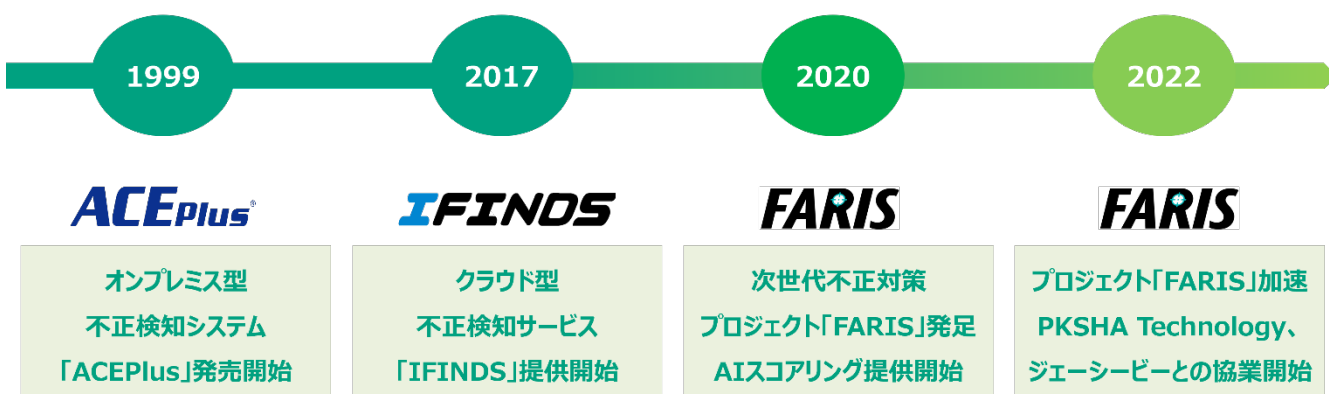 1999
2017
2020
2022
ACEPlus®
IFINDS
FARIS
FARIS
オンプレミス型
不正検知システム
「ACEPlus」発売開始
クラウド型
不正検知サービス
「IFINDS」提供開始
次世代不正対策
プロジェクト「FARIS」発足
AIスコアリング提供開始
プロジェクト「FARIS」加速
PKSHA Technology、
ジェーシービーとの協業開始